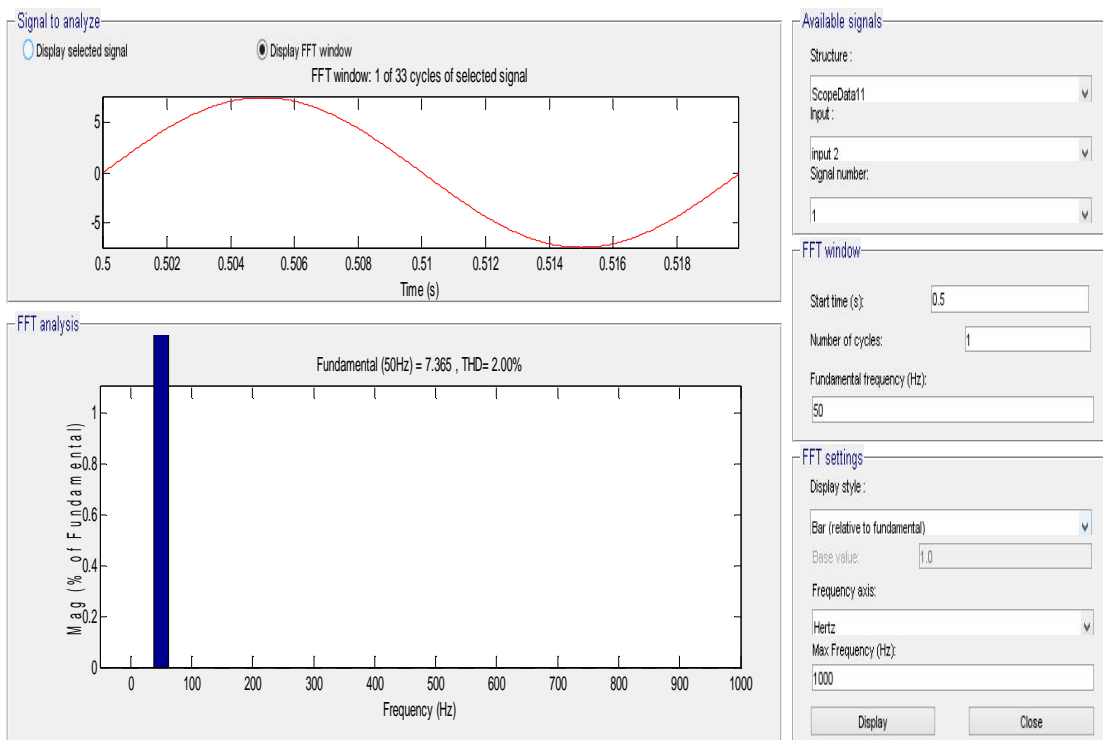 Signal to analyze
Display selected signal
Display FFT window
FFT window: 1 of 33 cycles of selected signal
5
0
-5
0.5 0.502 0.504 0.506 0.508 0.51 0.512 0.514 0.516 0.518
Time (s)
FFT analysis
Fundamental (50Hz) = 7.365 , THD= 2.00%
Mag (% of Fundamental)
1
0.8
0.6
0.4
0.2
0
0 100 200 300 400 500 600 700 800 900 1000
Frequency (Hz)
Available signals
Structure :
ScopeData11
Input :
input 2
Signal number:
1
FFT window
Start time (s): 0.5
Number of cycles: 1
Fundamental frequency (Hz):
50
FFT settings
Display style :
Bar (relative to fundamental)
Base value: 1.0
Frequency axis:
Hertz
Max Frequency (Hz):
1000
Display Close